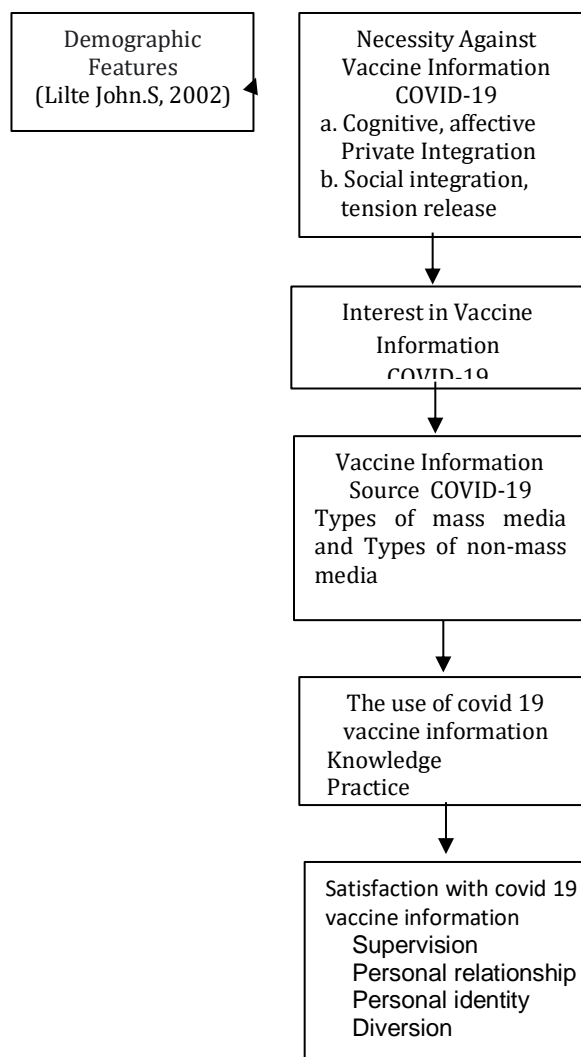 Demographic
Features
(Lilte John.S, 2002)
Necessity Against
Vaccine Information
COVID-19
a. Cognitive, affective
Private Integration
b. Social integration,
tension release
Interest in Vaccine
Information
COVID-19
Vaccine Information
Source COVID-19
Types of mass media
and Types of non-mass
media
The use of covid 19
vaccine information
Knowledge
Practice
Satisfaction with covid 19
vaccine information
Supervision
Personal relationship
Personal identity
Diversion